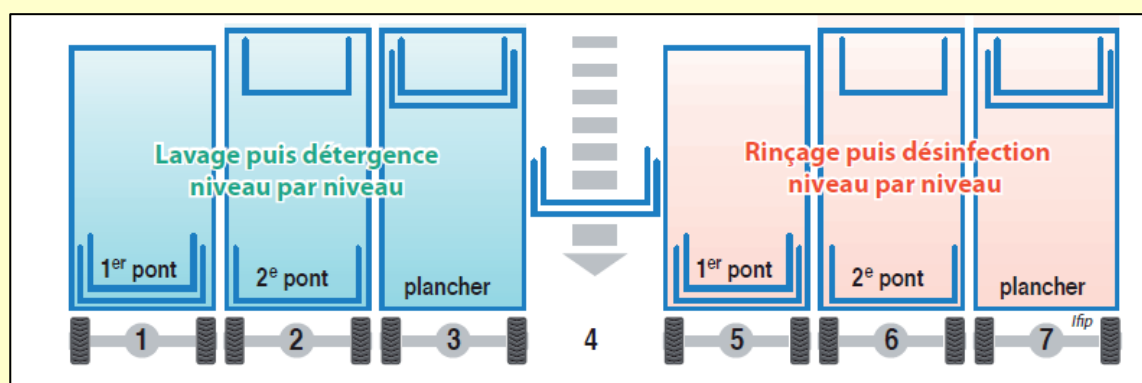 Lavage puis détergence
niveau par niveau
Rinçage puis désinfection
niveau par niveau
1er pont
2e pont
plancher
1er pont
2e pont
plancher
Ifip
1
2
3
4
5
6
7